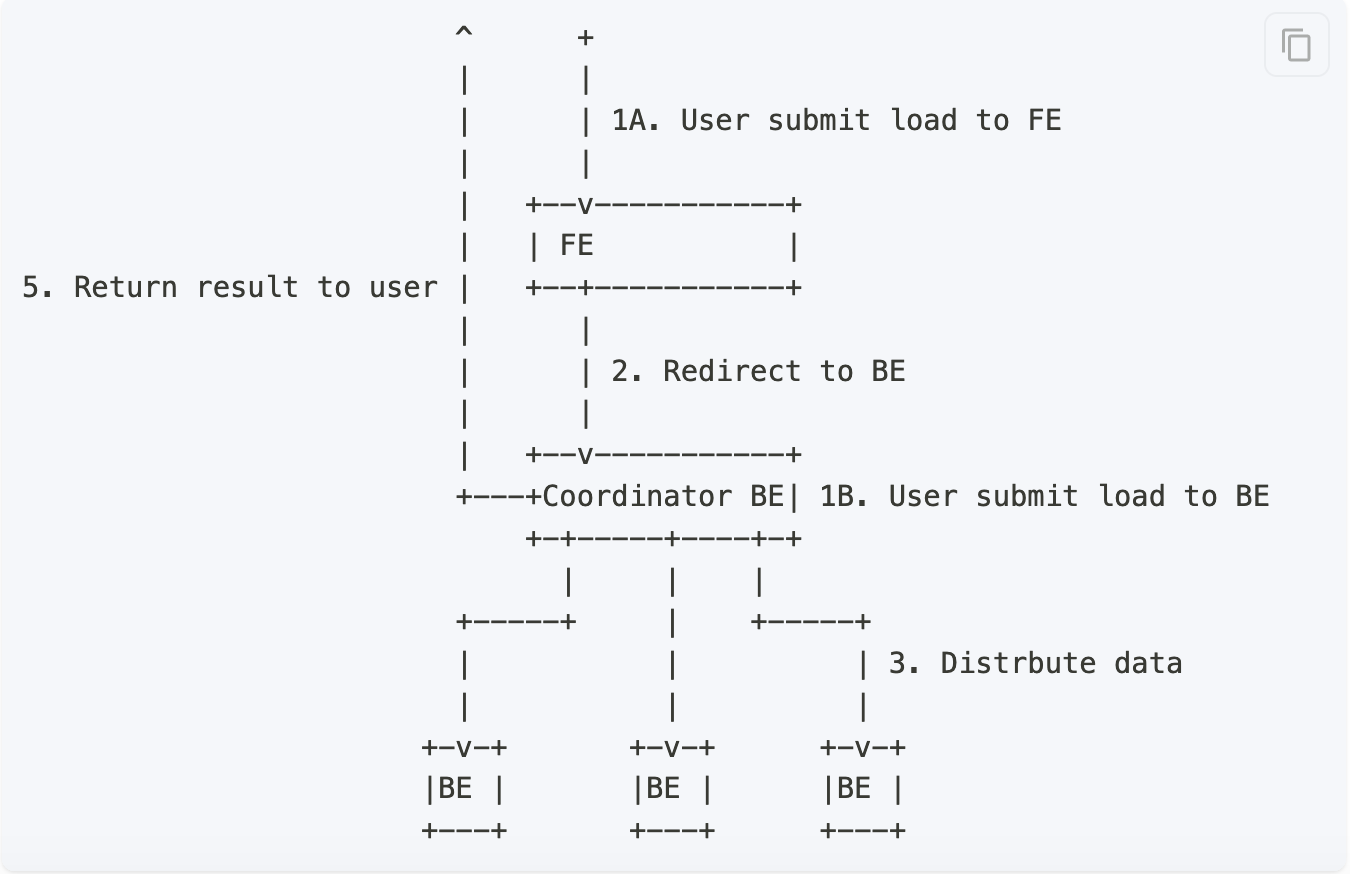 ^      +
|      |
|      | 1A. User submit load to FE
|      |
|   +--v-----------+
|   | FE           |
5. Return result to user |   +--+-----------+
|      |
|      | 2. Redirect to BE
|      |
|   +--v-----------+
+---+Coordinator BE| 1B. User submit load to BE
+-+-----+----+-+
|     |    |
+-----+     |    +-----+
|           |          | 3. Distrbute data
|           |          |
+-v-+       +-v-+      +-v-+
|BE |       |BE |      |BE |
+---+       +---+      +---+